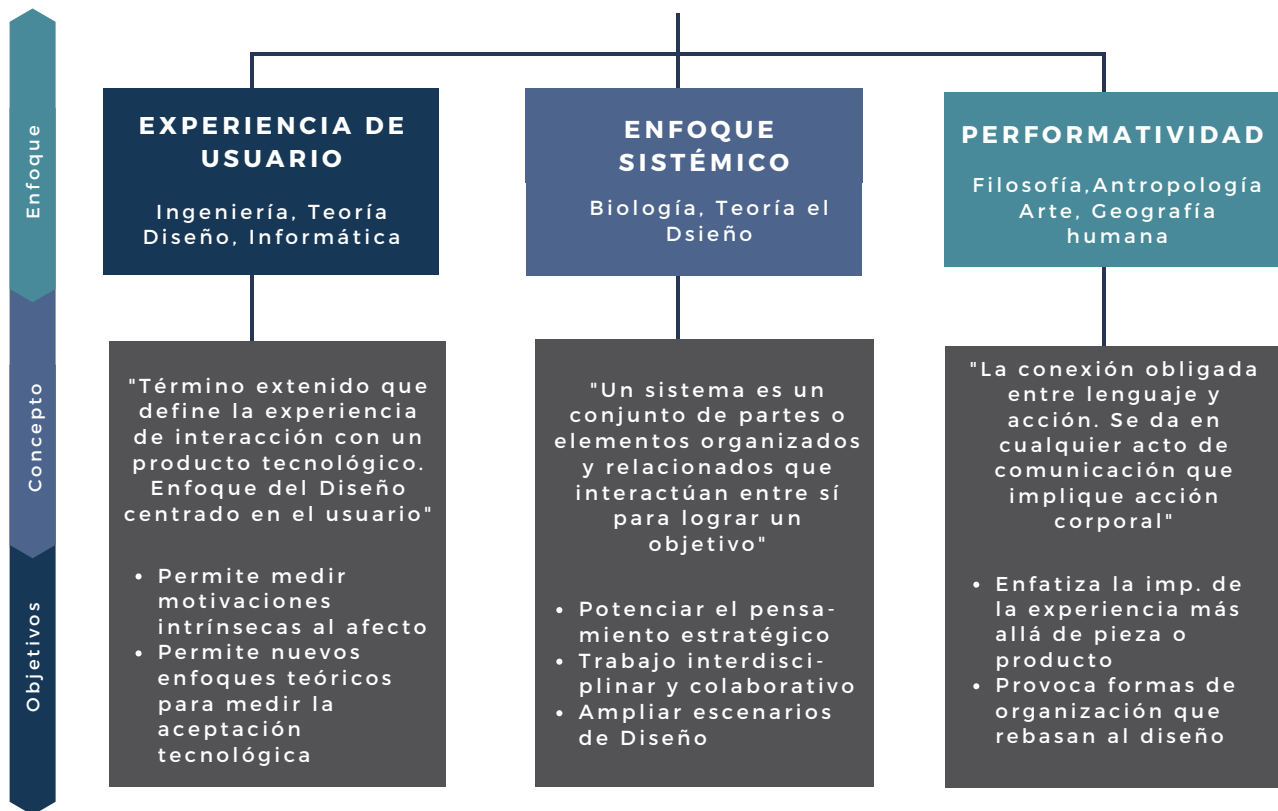 Enfoque
Concepto
Objetivos
EXPERIENCIA DE
USUARIO
Ingeniería, Teoría
Diseño, Informática
"Término extendido que
define la experiencia
de interacción con un
producto tecnológico.
Enfoque del Diseño
centrado en el usuario"
• Permite medir
motivaciones
intrínsecas al afecto
• Permite nuevos
enfoques teóricos
para medir la
aceptación
tecnológica
ENFOQUE
SISTÉMICO
Biología, Teoría el
Dsieño
"Un sistema es un
conjunto de partes o
elementos organizados
y relacionados que
interactúan entre sí
para lograr un
objetivo"
• Potenciar el pensa-
miento estratégico
• Trabajo interdisci-
plinar y colaborativo
• Ampliar escenarios
de Diseño
PERFORMATIVIDAD
Filosofía,Antropología
Arte, Geografía
humana
"La conexión obligada
entre lenguaje y
acción. Se da en
cualquier acto de
comunicación que
implique acción
corporal"
• Enfatiza la imp. de
la experiencia más
allá de pieza o
producto
• Provoca formas de
organización que
rebasan al diseño